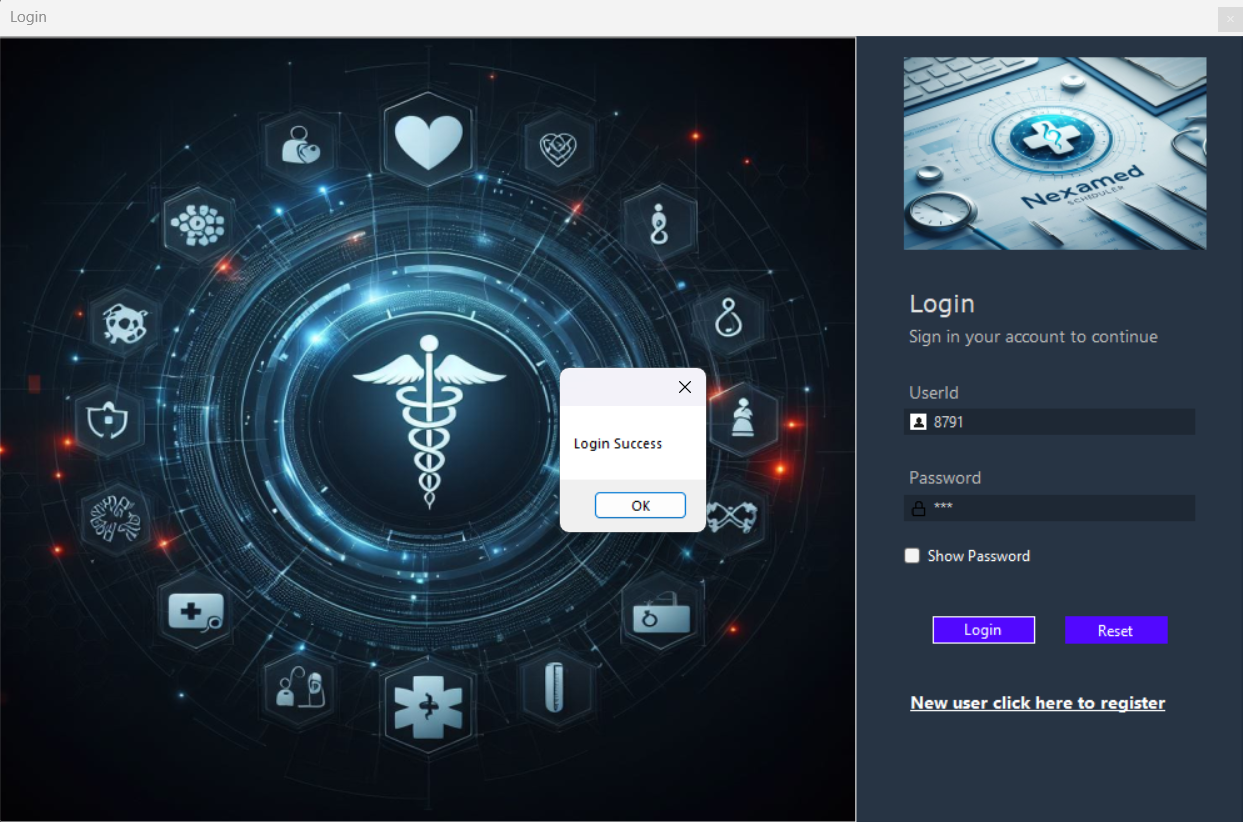 Login
Nexamed
SCHEDULER
Login
Sign in your account to continue
UserId
8791
Password
***
Show Password
Login Reset
New user click here to register
Login Success
OK